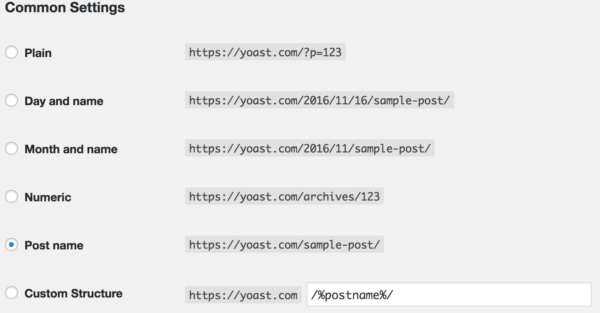 Common Settings
Plain https://yoast.com/?p=123
Day and name https://yoast.com/2016/11/16/sample-post/
Month and name https://yoast.com/2016/11/sample-post/
Numeric https://yoast.com/archives/123
Post name https://yoast.com/sample-post/
Custom Structure https://yoast.com /%postname%/